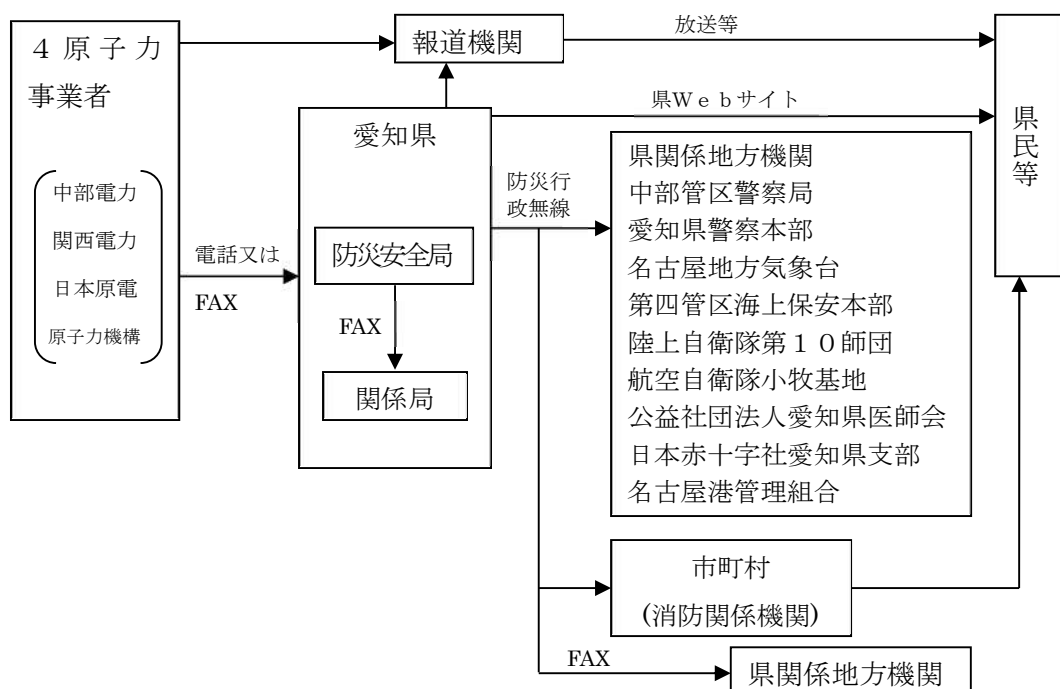 ４原子力
事業者
中部電力
関西電力
日本原電
原子力機構
電話又は
FAX
報道機関
放送等
愛知県
防災安全局
FAX
関係局
県Ｗｅｂサイト
防災行
政無線
県関係地方機関
中部管区警察局
愛知県警察本部
名古屋地方気象台
第四管区海上保安本部
陸上自衛隊第１０師団
航空自衛隊小牧基地
公益社団法人愛知県医師会
日本赤十字社愛知県支部
名古屋港管理組合
市町村
(消防関係機関)
FAX
県関係地方機関
県民等